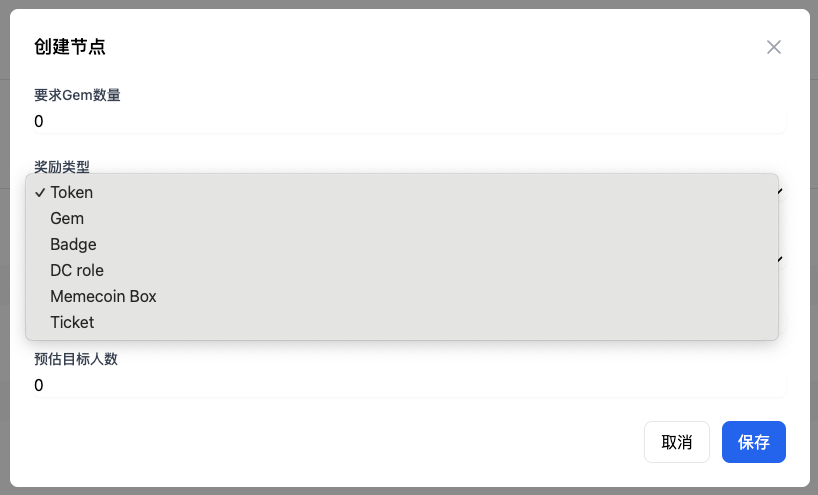 创建节点
要求Gem数量
0
奖励类型
Token
Gem
Badge
DC role
Memecoin Box
Ticket
预估目标人数
0
取消
保存